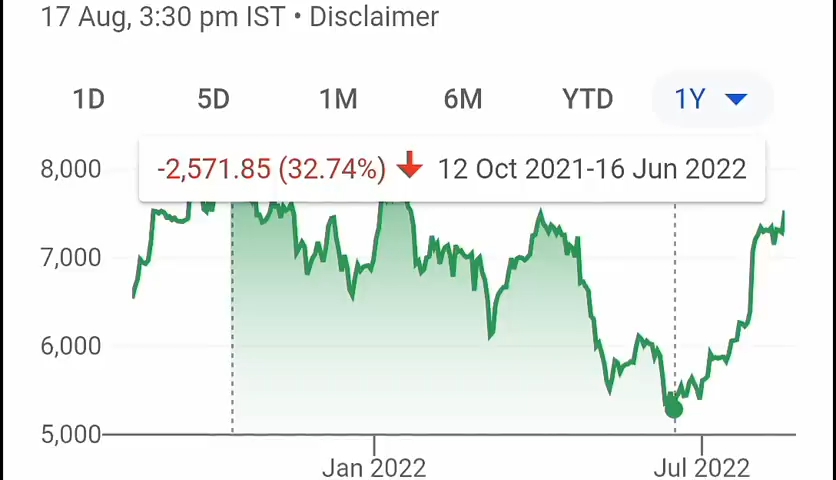 17 Aug, 3:30 pm IST • Disclaimer
1D 5D 1M 6M YTD 1Y
-2,571.85 (32.74%) 12 Oct 2021-16 Jun 2022
8,000
7,000
6,000
5,000
Jan 2022 Jul 2022